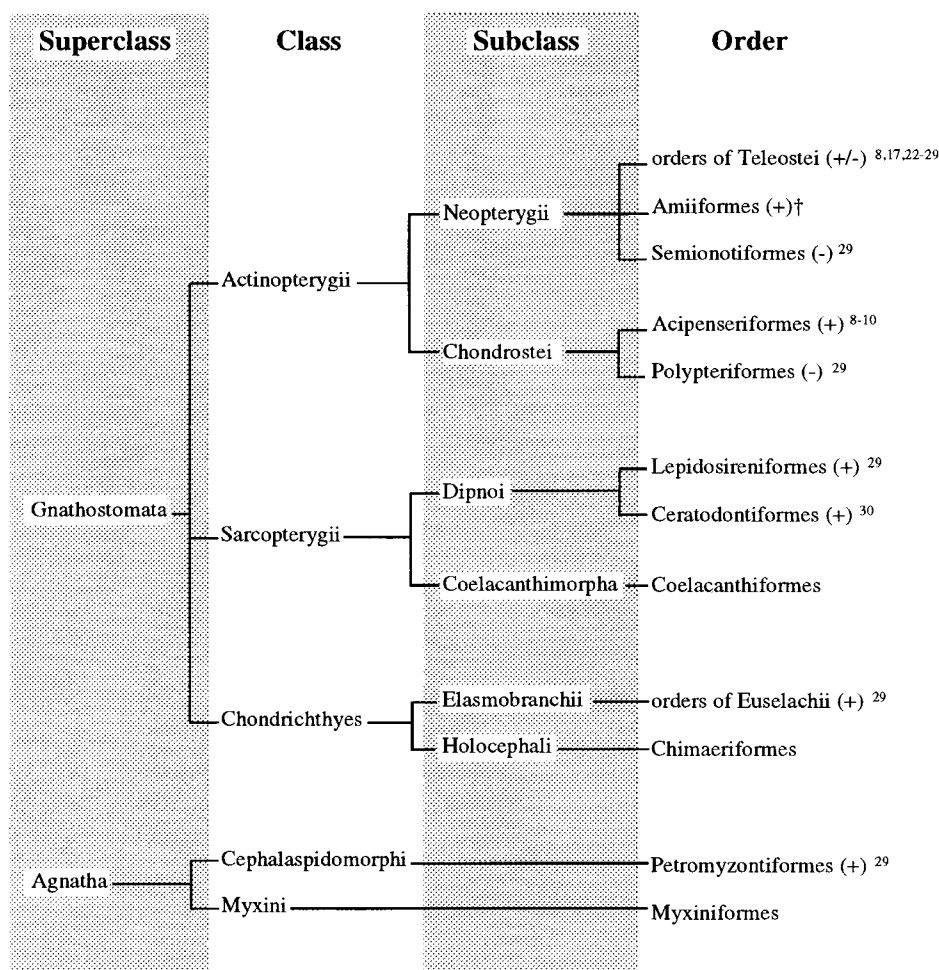 Superclass Class Subclass Order
orders of Teleostei (+/-) 8,17,22-29
Neopterygii Amiiformes (+)†
Semionotiformes (-) 29
Actinopterygii
Acipenseriformes (+) 8-10
Chondrostei
Polypteriformes (-) 29
Lepidosireniformes (+) 29
Dipnoi
Gnathostomata Ceratodontiformes (+) 30
Sarcopterygii
Coelacanthimorpha Coelacanthiformes
Elasmobranchii orders of Euselachii (+) 29
Chondrichthyes
Holocephali Chimaeriformes
Cephalaspidomorphi Petromyzontiformes (+) 29
Agnatha
Myxini Myxiniformes